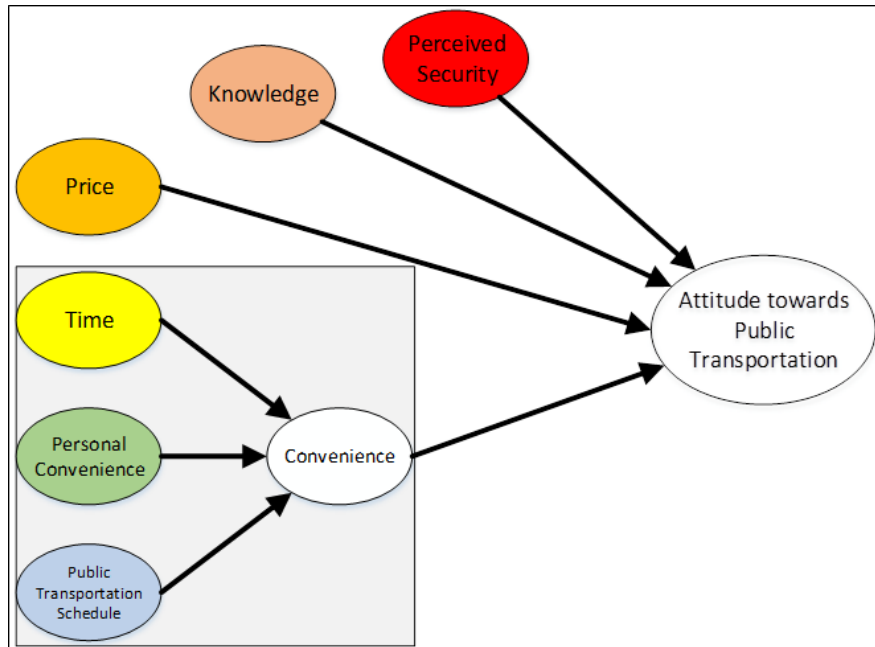 Perceived
Security
Knowledge
Price
Time
Attitude towards
Public
Transportation
Personal
Convenience
Convenience
Public
Transportation
Schedule